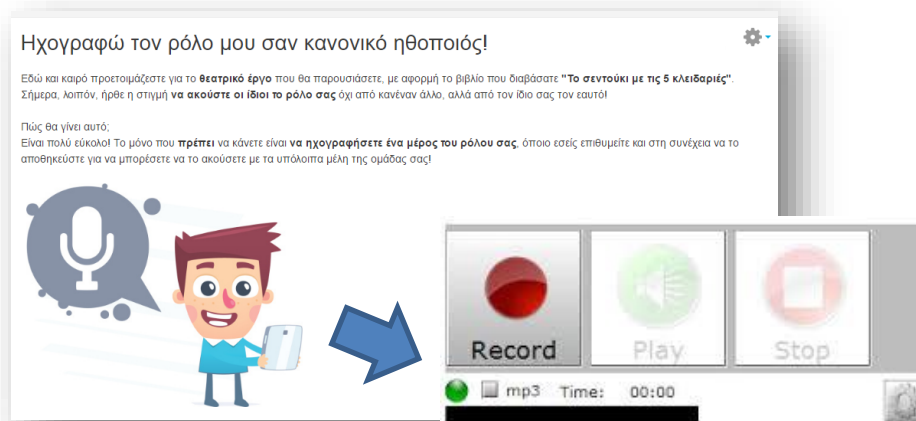 Ηχογραφώ τον ρόλο μου σαν κανονικό ηθοποιός!
Εδώ και καιρό προετοιμάζεστε για το θεατρικό έργο που θα παρουσιάσετε, με αφορμή το βιβλίο που διαβάσατε "Το σεντούκι με τις 5 κλειδαριές".
Σήμερα, λοιπόν, ήρθε η στιγμή να ακούστε οι ίδιοι το ρόλο σας όχι από κανέναν άλλο, αλλά από τον ίδιο σας τον εαυτό!
Πώς θα γίνει αυτό;
Είναι πολύ εύκολο! Το μόνο που πρέπει να κάνετε είναι να ηχογραφήσετε ένα μέρος του ρόλου σας, όποιο εσείς επιθυμείτε και στη συνέχεια να το
αποθηκεύστε για να μπορέσετε να το ακούσετε με τα υπόλοιπα μέλη της ομάδας σας!
Record Play Stop
mp3 Time: 00:00